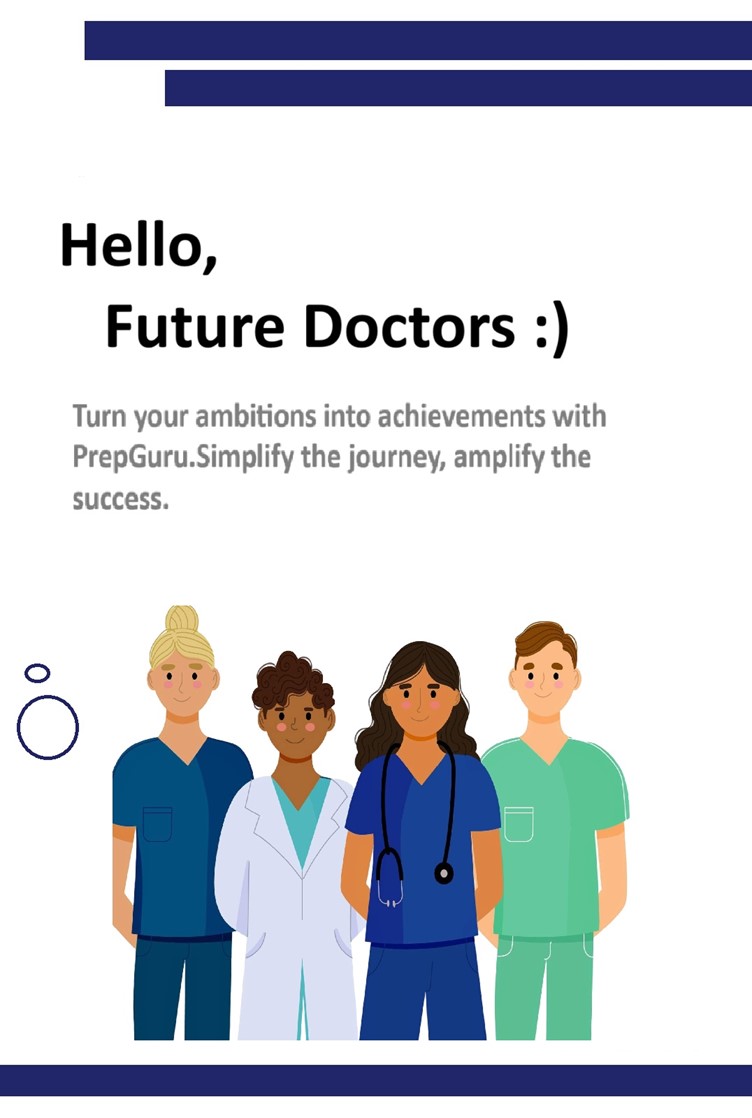 Hello,
Future Doctors :)
Turn your ambitions into achievements with
PrepGuru.Simplify the journey, amplify the
success.